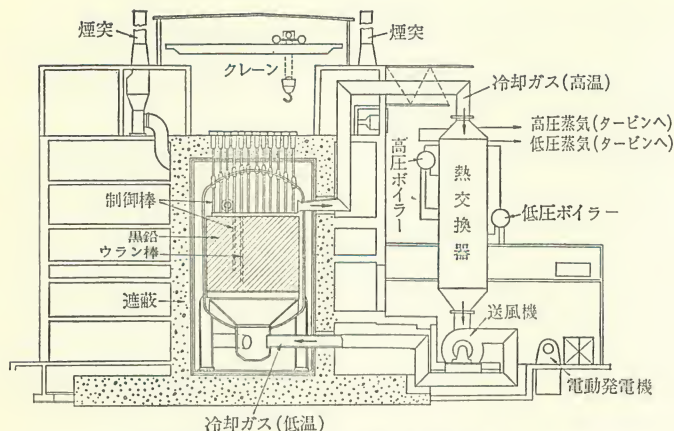 煙突
煙突
クレーン
冷却ガス(高温)
高圧蒸気(タービンへ)
低圧蒸気(タービンへ)
高圧ボイラー
熱交換器
低圧ボイラー
制御棒
黒鉛
ウラン棒
遮蔽
送風機
電動発電機
冷却ガス(低温)